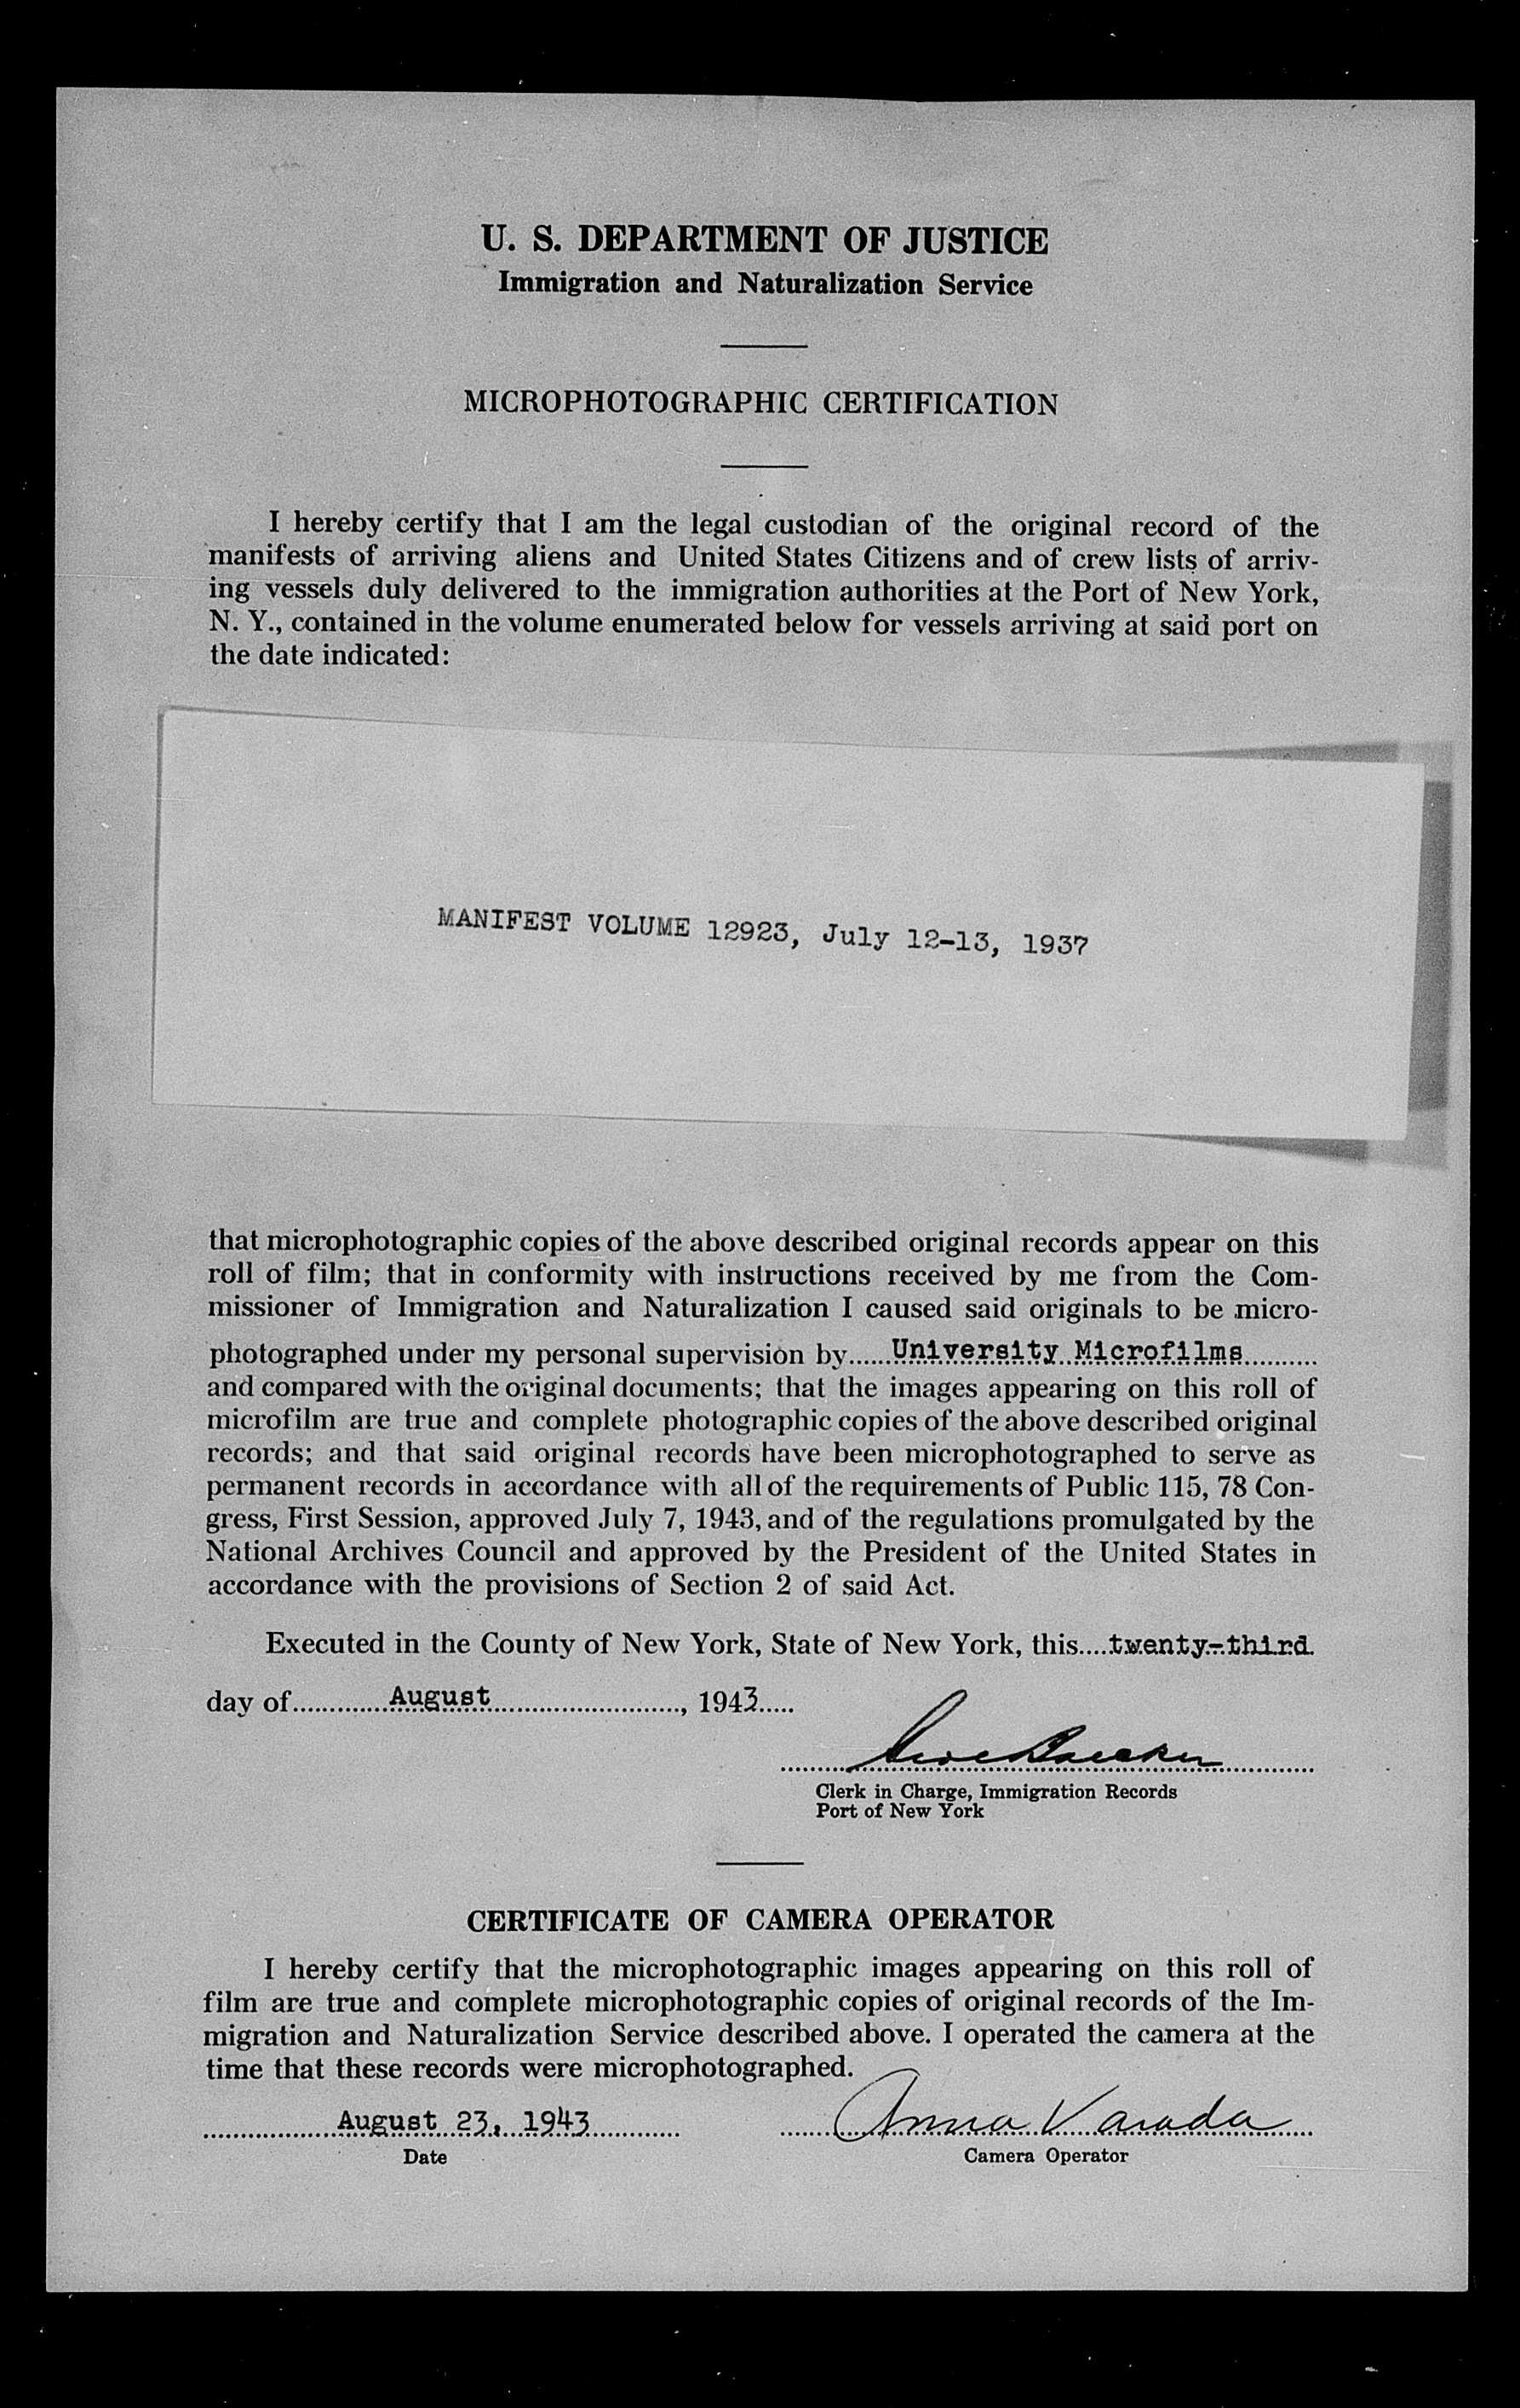 U. S. DEPARTMENT OF JUSTICE
Immigration and Naturalization Service
MICROPHOTOGRAPHIC CERTIFICATION
I hereby certify that I am the legal custodian of the original record of the
manifests of arriving aliens and United States Citizens and of crew lists of arriv-
ing vessels duly delivered to the immigration authorities at the Port of New York,
N. Y., contained in the volume enumerated below for vessels arriving at said port on
the date indicated:
MANIFEST VOLUME 12923, July 12-13, 1937
that microphotographic copies of the above described original records appear on this
roll of film; that in conformity with instructions received by me from the Com-
missioner of Immigration and Naturalization I caused said originals to be micro-
photographed under my personal supervision by......University Microfilms..........
and compared with the original documents; that the images appearing on this roll of
microfilm are true and complete photographic copies of the above described original
records; and that said original records have been microphotographed to serve as
permanent records in accordance with all of the requirements of Public 115, 78 Con-
gress, First Session, approved July 7, 1943, and of the regulations promulgated by the
National Archives Council and approved by the President of the United States in
accordance with the provisions of Section 2 of said Act.
Executed in the County of New York, State of New York, this....twenty-third
day of.............August..........................., 1943.....
Clerk in Charge, Immigration Records
Port of New York
CERTIFICATE OF CAMERA OPERATOR
I hereby certify that the microphotographic images appearing on this roll of
film are true and complete microphotographic copies of original records of the Im-
migration and Naturalization Service described above. I operated the camera at the
time that these records were microphotographed.
August 23, 1943 Anna Varada
Date Camera Operator